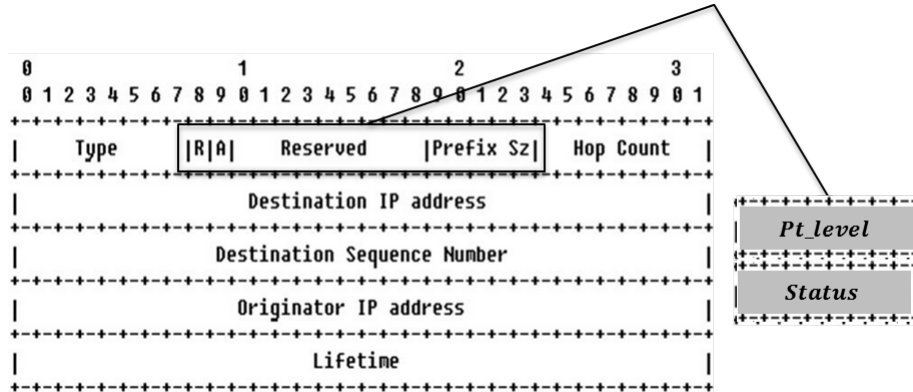 0 1 2 3
0 1 2 3 4 5 6 7 8 9 0 1 2 3 4 5 6 7 8 9 0 1 2 3 4 5 6 7 8 9 0 1
+-+-+-+-+-+-+-+-+-+-+-+-+-+-+-+-+-+-+-+-+-+-+-+-+-+-+-+-+-+-+-+-+
| Type |R|A| Reserved |Prefix Sz| Hop Count |
+-+-+-+-+-+-+-+-+-+-+-+-+-+-+-+-+-+-+-+-+-+-+-+-+-+-+-+-+-+-+-+-+
| Destination IP address |
+-+-+-+-+-+-+-+-+-+-+-+-+-+-+-+-+-+-+-+-+-+-+-+-+-+-+-+-+-+-+-+-+
| Destination Sequence Number |
+-+-+-+-+-+-+-+-+-+-+-+-+-+-+-+-+-+-+-+-+-+-+-+-+-+-+-+-+-+-+-+-+
| Originator IP address |
+-+-+-+-+-+-+-+-+-+-+-+-+-+-+-+-+-+-+-+-+-+-+-+-+-+-+-+-+-+-+-+-+
| Lifetime |
+-+-+-+-+-+-+-+-+-+-+-+-+-+-+-+-+-+-+-+-+-+-+-+-+-+-+-+-+-+-+-+-+
Pt_level
Status